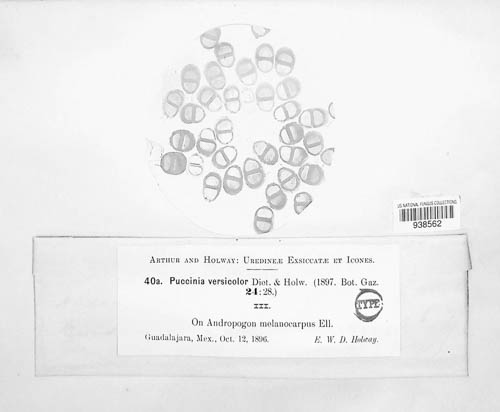 US NATIONAL FUNGUS COLLECTIONS
938562
Arthur and Holway: Uredineæ Exsiccatæ et Icones.
40a. Puccinia versicolor Diet. & Holw. (1897. Bot. Gaz.
24: 28.)
III.
TYPE
On Andropogon melanocarpus Ell.
Guadalajara, Mex., Oct. 12, 1896. E. W. D. Holway.